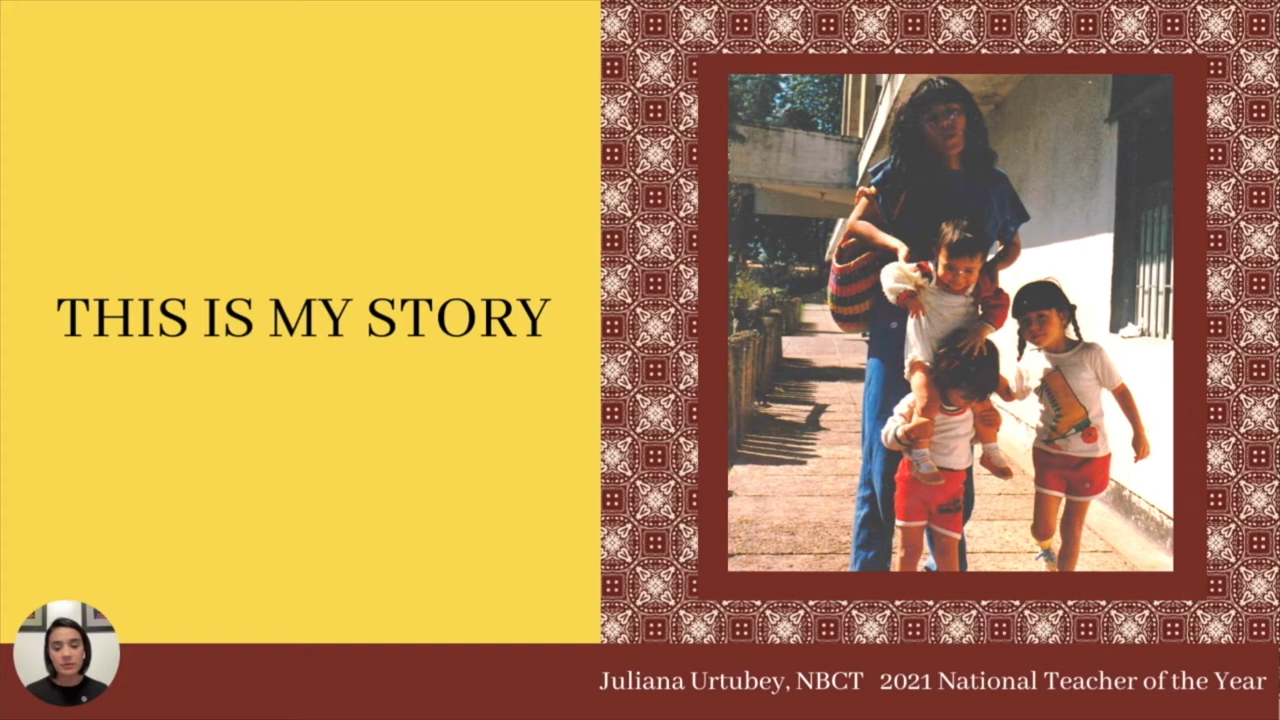 THIS IS MY STORY
Juliana Urtubey, NBCT 2021 National Teacher of the Year